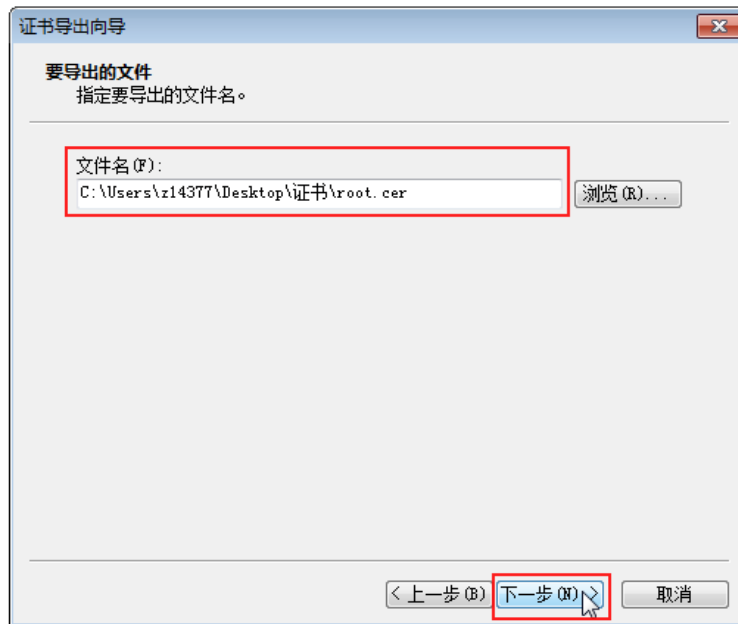 证书导出向导
要导出的文件
指定要导出的文件名。
文件名(F):
C:\Users\z14377\Desktop\证书\root.cer
浏览(R)...
< 上一步(B)
下一步(N) >
取消